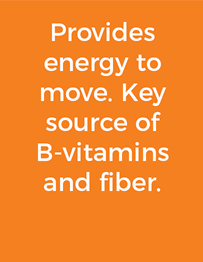 Provides
energy to
move. Key
source of
B-vitamins
and fiber.